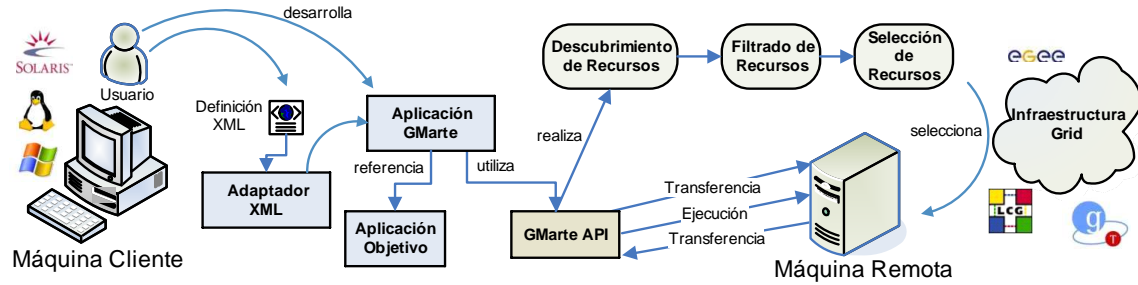 desarrolla
SOLARIS™
Usuario
Definición
XML
Adaptador
XML
Aplicación
GMarte
referencia
utiliza
Aplicación
Objetivo
GMarte API
realiza
Descubrimiento
de Recursos
Filtrado de
Recursos
Selección
de
Recursos
selecciona
Transferencia
Ejecución
Transferencia
eGee
Infraestructura
Grid
LCG
g
T
Máquina Cliente
Máquina Remota